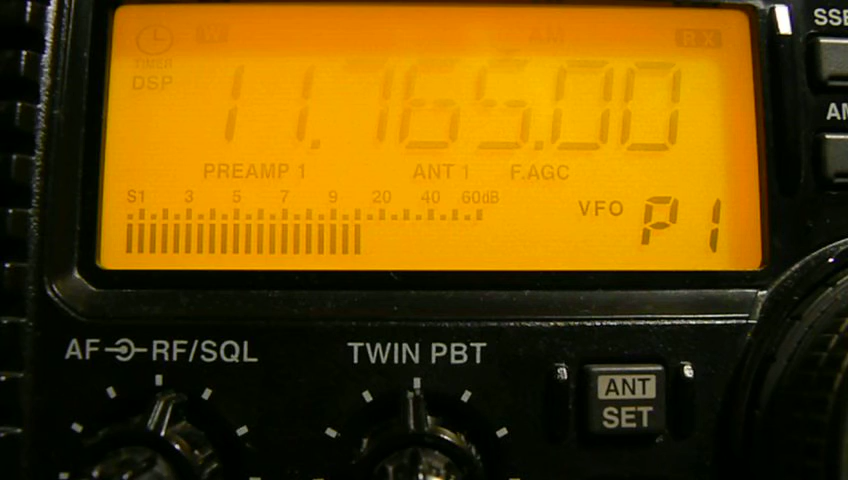 W AM RX
TIMER
DSP
11.765.00
PREAMP 1 ANT 1 F.AGC
S1 3 5 7 9 20 40 60dB
VFO P1
AF RF/SQL
TWIN PBT
ANT
SET